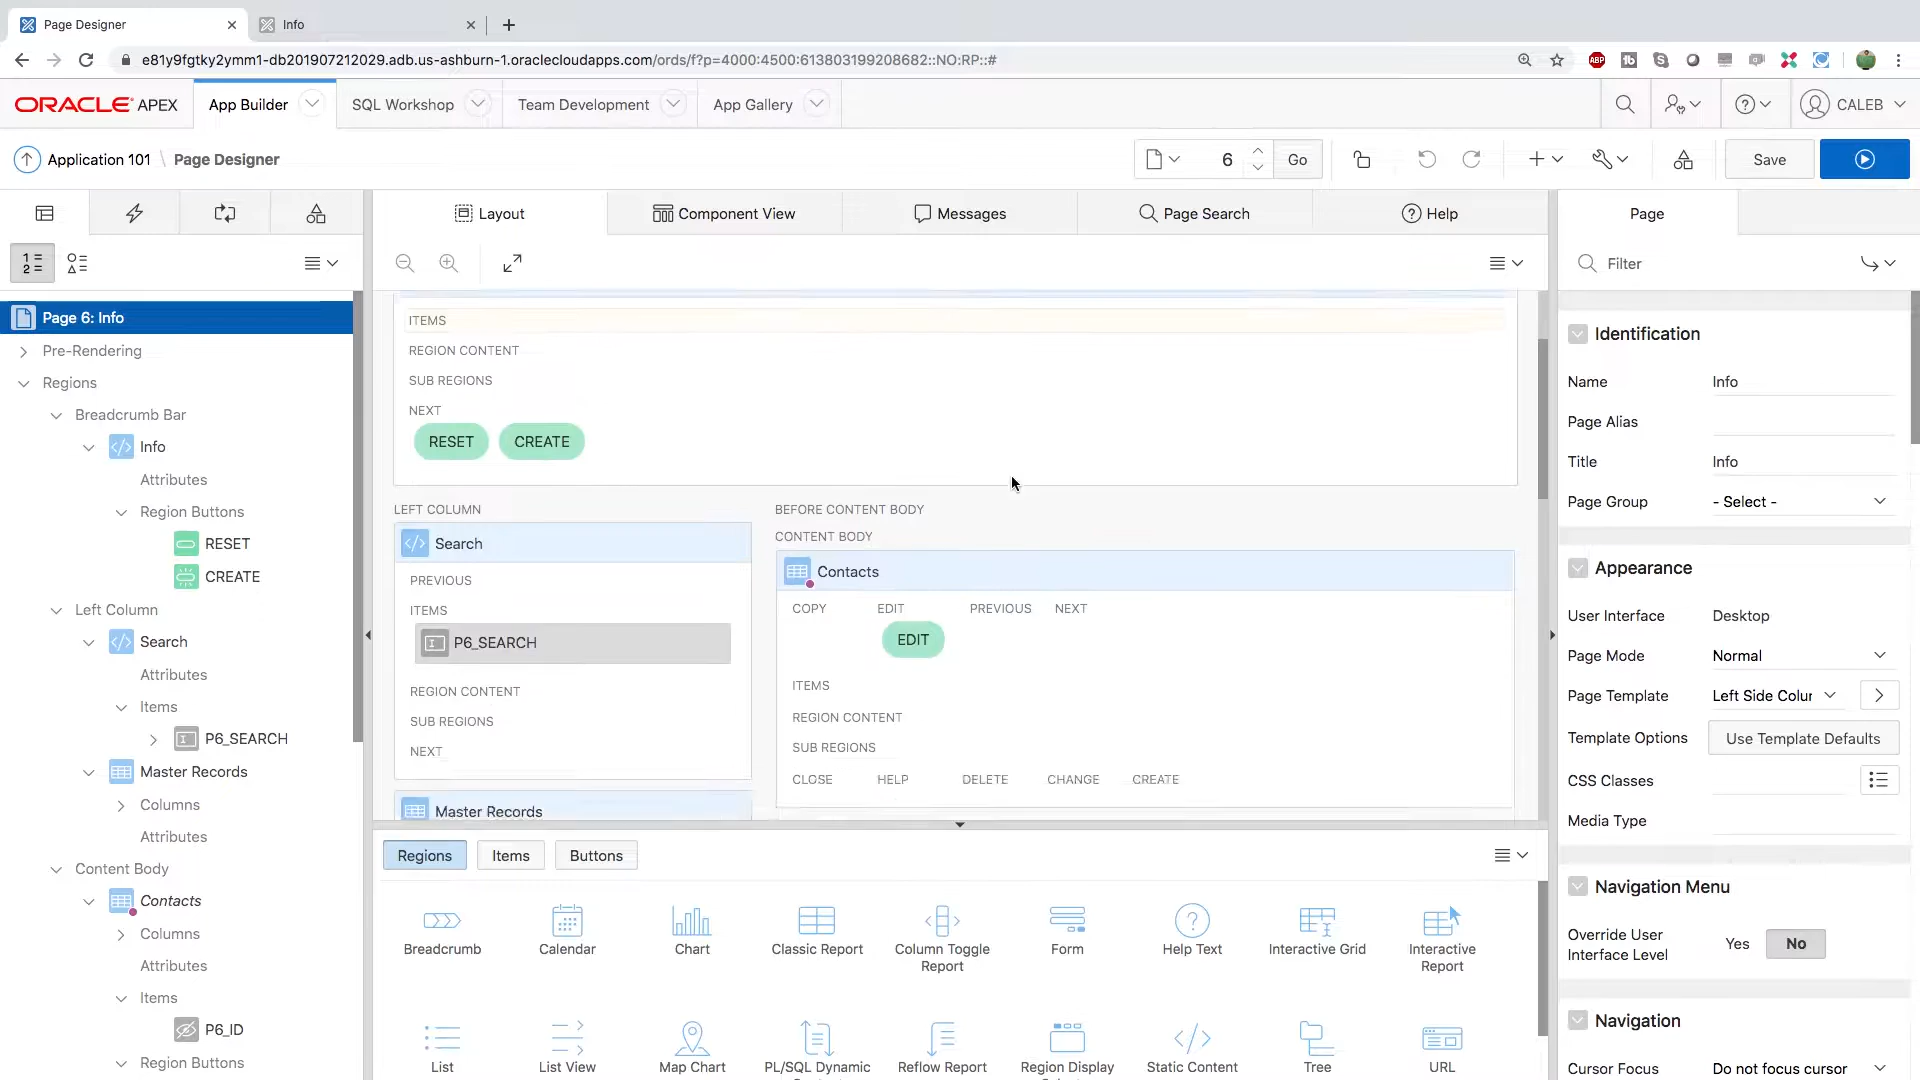 Page Designer
Info
e81y9fgtky2ymm1-db201907212029.adb.us-ashburn-1.oraclecloudapps.com/ords/f?p=4000:4500:613803199208682::NO:RP::#
ABP
ORACLE APEX
App Builder
SQL Workshop
Team Development
App Gallery
CALEB
Application 101 \ Page Designer
6
Go
Save
Layout
Component View
Messages
Page Search
Help
Page
Filter
Page 6: Info
Pre-Rendering
Regions
Breadcrumb Bar
Info
Attributes
Region Buttons
RESET
CREATE
Left Column
Search
Attributes
Items
P6_SEARCH
Master Records
Columns
Attributes
Content Body
Contacts
Columns
Attributes
Items
P6_ID
Region Buttons
ITEMS
REGION CONTENT
SUB REGIONS
NEXT
RESET CREATE
LEFT COLUMN
Search
PREVIOUS
ITEMS
P6_SEARCH
REGION CONTENT
SUB REGIONS
NEXT
Master Records
BEFORE CONTENT BODY
CONTENT BODY
Contacts
COPY EDIT PREVIOUS NEXT
EDIT
ITEMS
REGION CONTENT
SUB REGIONS
CLOSE HELP DELETE CHANGE CREATE
Regions Items Buttons
Breadcrumb
Calendar
Chart
Classic Report
Column Toggle
Report
Form
Help Text
Interactive Grid
Interactive
Report
List
List View
Map Chart
PL/SQL Dynamic
Reflow Report
Region Display
Static Content
Tree
URL
Identification
Name Info
Page Alias
Title Info
Page Group - Select -
Appearance
User Interface Desktop
Page Mode Normal
Page Template Left Side Colur
Template Options Use Template Defaults
CSS Classes
Media Type
Navigation Menu
Override User
Interface Level
Yes No
Navigation
Cursor Focus Do not focus cursor